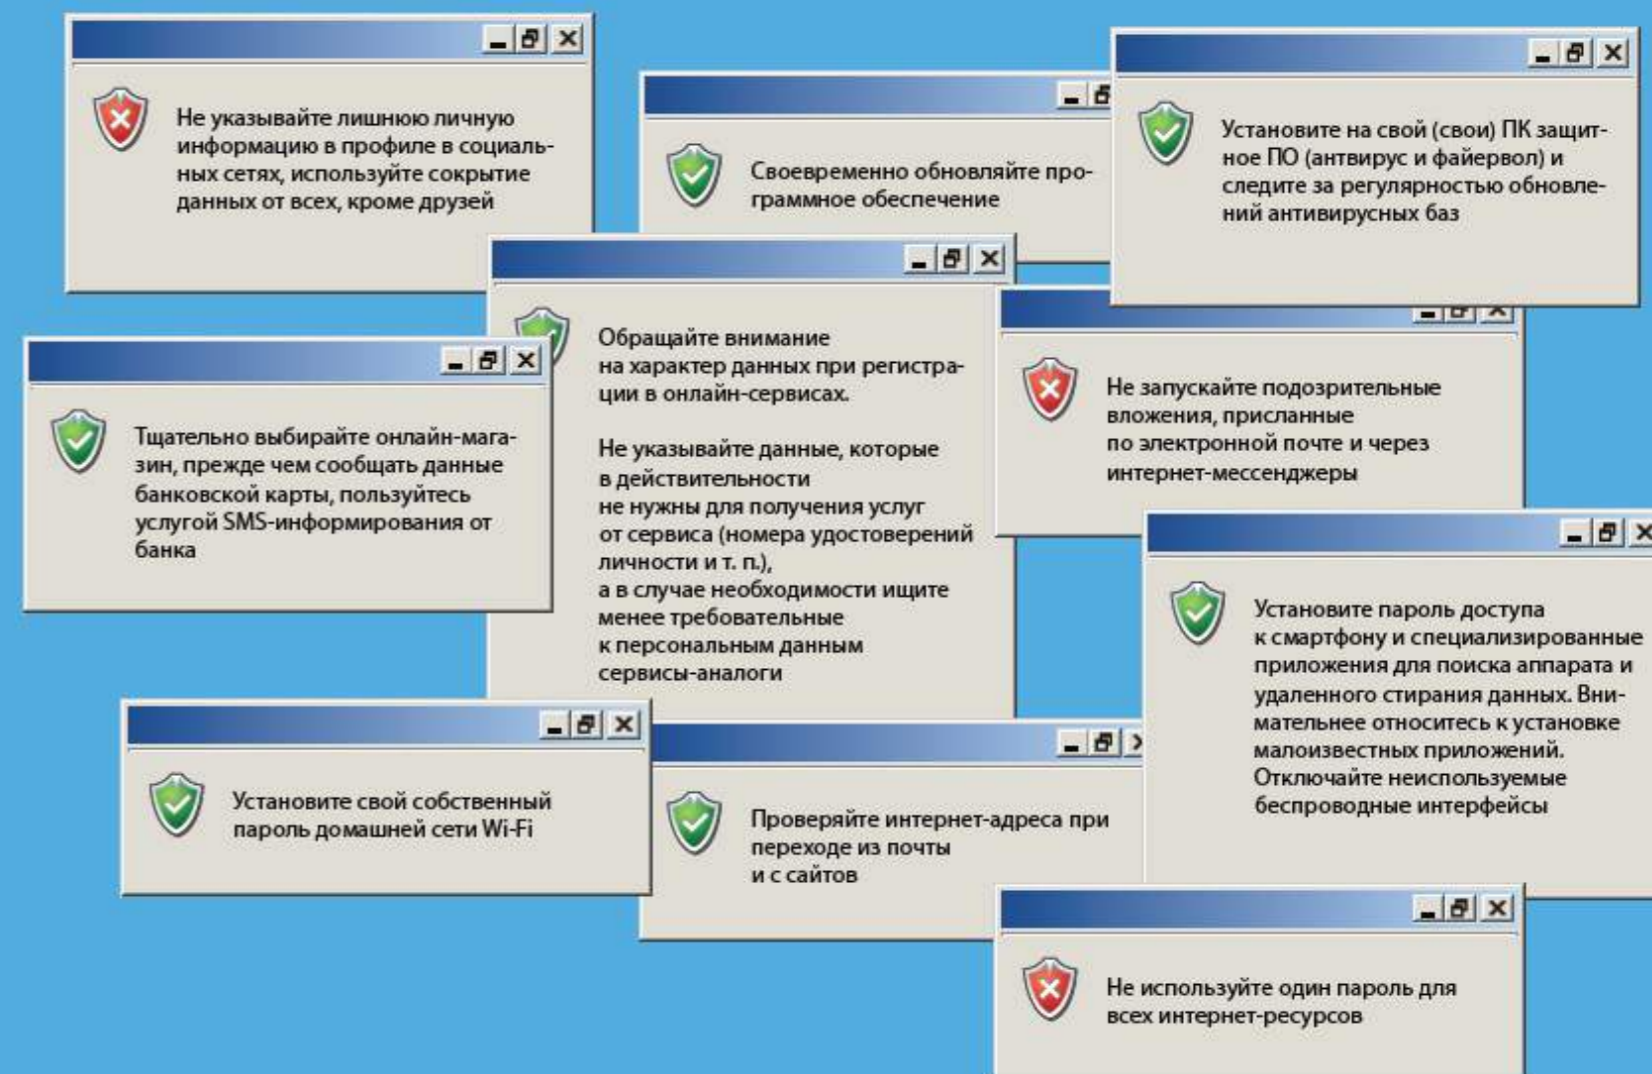 Не указывайте лишнюю личную
информацию в профиле в социаль-
ных сетях, используйте сокрытие
данных от всех, кроме друзей
Своевременно обновляйте про-
граммное обеспечение
Установите на свой (свои) ПК защит-
ное ПО (антвирус и файервол) и
следите за регулярностью обновле-
ний антивирусных баз
Тщательно выбирайте онлайн-мага-
зин, прежде чем сообщать данные
банковской карты, пользуйтесь
услугой SMS-информирования от
банка
Обращайте внимание
на характер данных при регистра-
ции в онлайн-сервисах.
Не указывайте данные, которые
в действительности
не нужны для получения услуг
от сервиса (номера удостоверений
личности и т. п.),
а в случае необходимости ищите
менее требовательные
к персональным данным
сервисы-аналоги
Не запускайте подозрительные
вложения, присланные
по электронной почте и через
интернет-мессенджеры
Установите пароль доступа
к смартфону и специализированные
приложения для поиска аппарата и
удаленного стирания данных. Вни-
мательнее относитесь к установке
малоизвестных приложений.
Отключайте неиспользуемые
беспроводные интерфейсы
Установите свой собственный
пароль домашней сети Wi-Fi
Проверяйте интернет-адреса при
переходе из почты
и с сайтов
Не используйте один пароль для
всех интернет-ресурсов